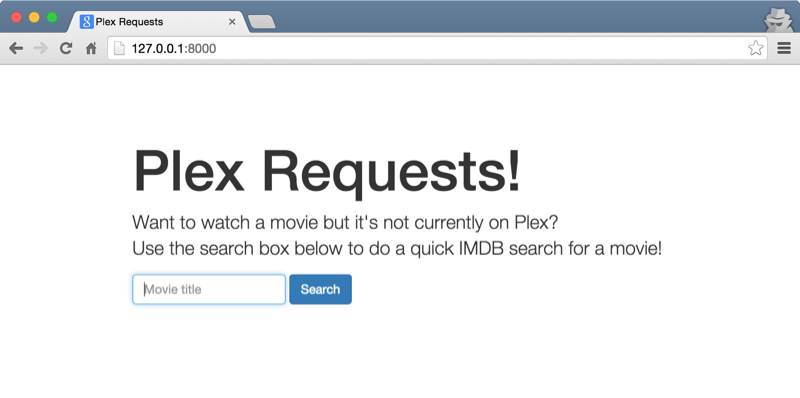 Plex Requests
127.0.0.1:8000
Plex Requests!
Want to watch a movie but it's not currently on Plex?
Use the search box below to do a quick IMDB search for a movie!
Movie title Search